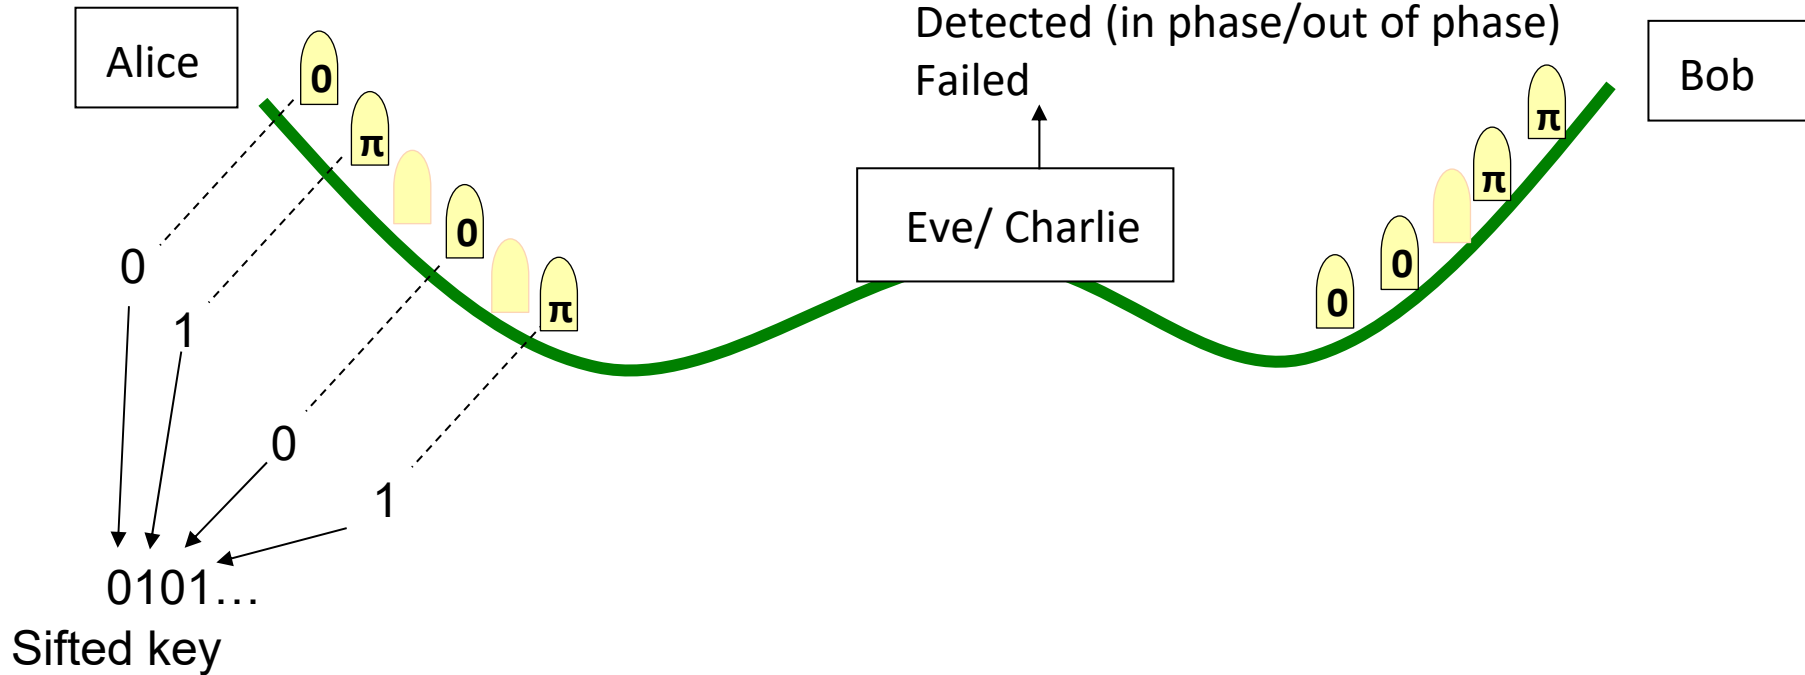 Alice
Detected (in phase/out of phase)
Failed
Bob
0
π
0
π
Eve/ Charlie
π
π
0
0
0
1
0
1
0101...
Sifted key